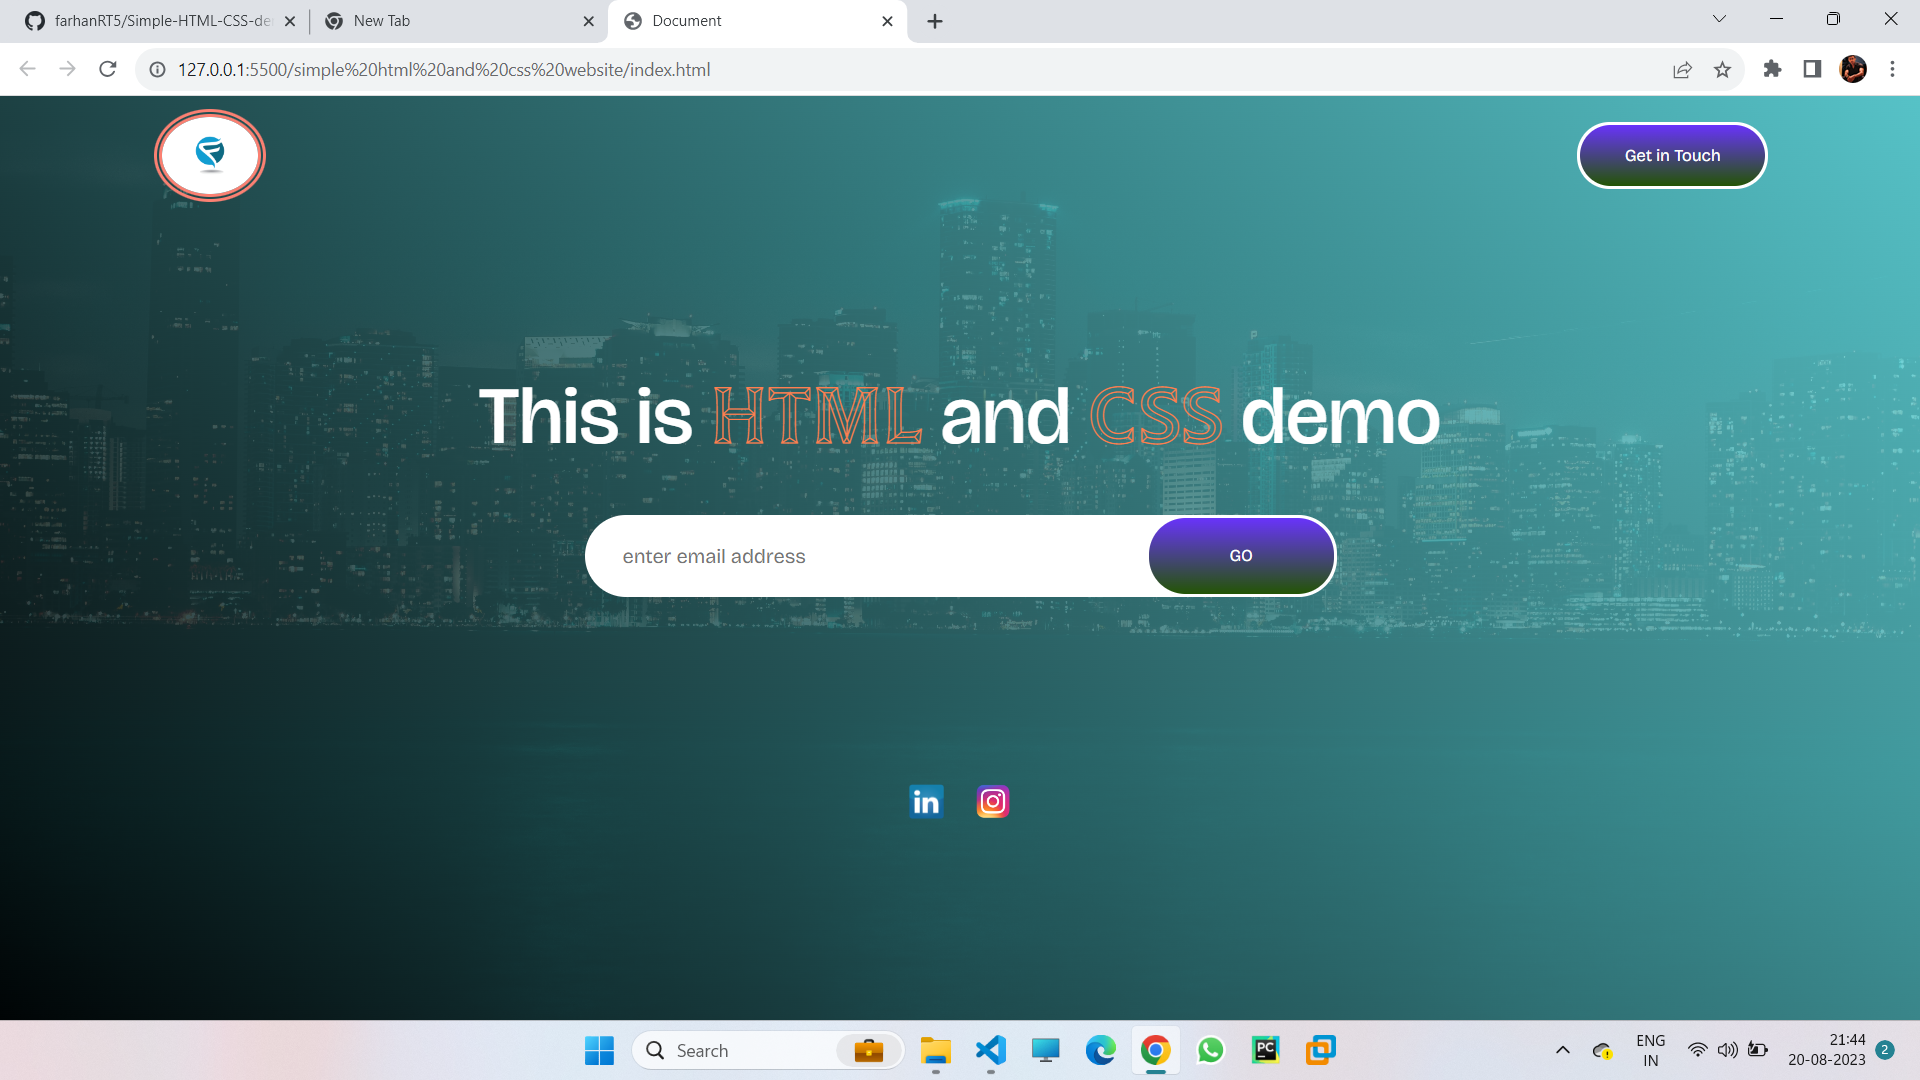 farhanRT5/Simple-HTML-CSS-de
New Tab
Document
127.0.0.1:5500/simple%20html%20and%20css%20website/index.html
Get in Touch
This is HTML and CSS demo
enter email address
GO
in
Search
PC
ENG
IN
21:44
20-08-2023
2